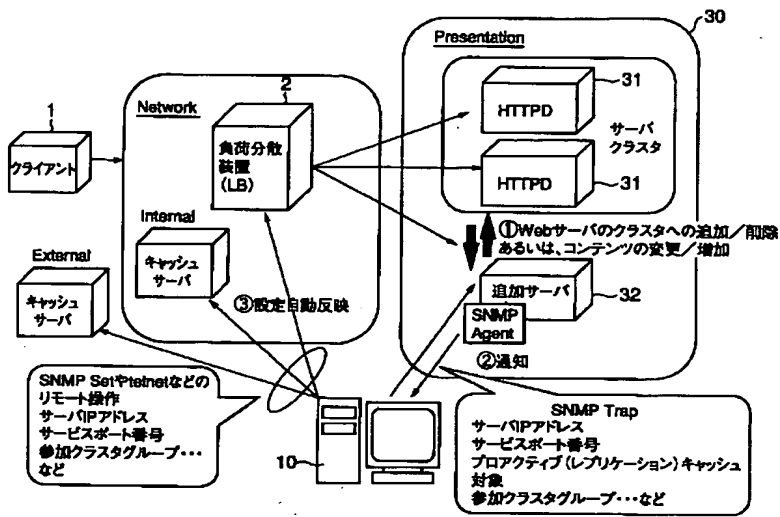 30
Presentation
31
HTTPD
サーバ
クラスタ
HTTPD
31
Network
2
負荷分散
装置
(LB)
1
クライアント
Internal
キャッシュ
サーバ
External
キャッシュ
サーバ
①Webサーバのクラスタへの追加/削除
あるいは、コンテンツの変更/増加
追加サーバ
32
SNMP
Agent
②通知
③設定自動反映
SNMP Setやtelnetなどの
リモート操作
サーバIPアドレス
サービスポート番号
参加クラスタグループ・・・
など
10
SNMP Trap
サーバIPアドレス
サービスポート番号
プロアクティブ(レプリケーション)キャッシュ
対象
参加クラスタグループ・・・など